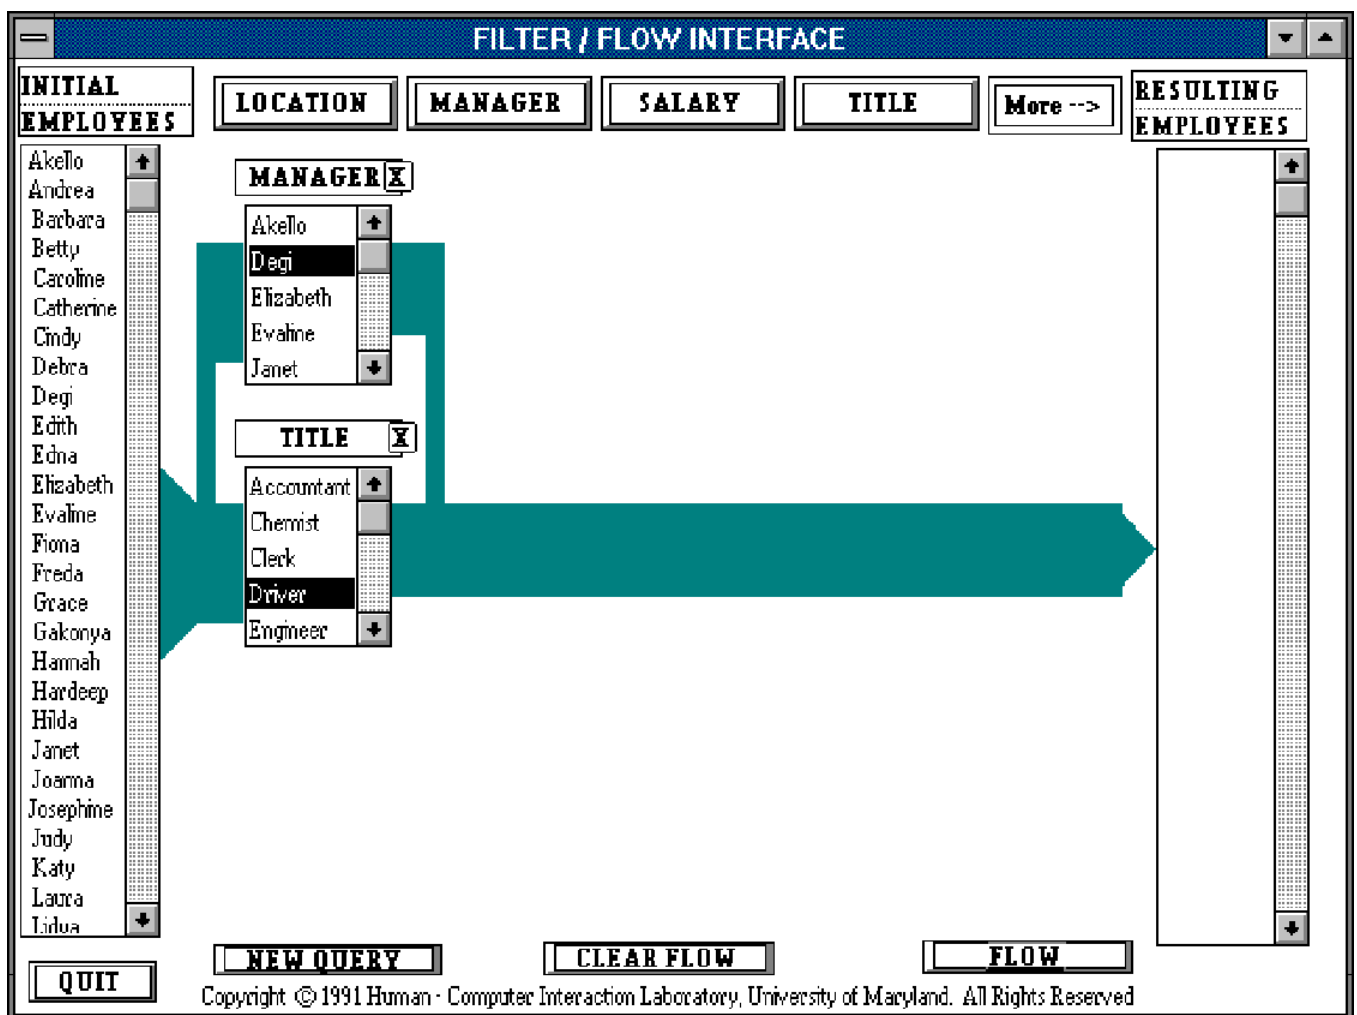 FILTER / FLOW INTERFACE
INITIAL
EMPLOYEES
LOCATION
MANAGER
SALARY
TITLE
More -->
RESULTING
EMPLOYEES
Akello
Andrea
Barbara
Betty
Caroline
Catherine
Cindy
Debra
Degi
Edith
Edna
Elizabeth
Evaline
Fiona
Freda
Grace
Gakonya
Hannah
Hardeep
Hilda
Janet
Joanna
Josephine
Judy
Katy
Laura
Lidua
MANAGER X
Akello
Degi
Elizabeth
Evaline
Janet
TITLE X
Accountant
Chemist
Clerk
Driver
Engineer
NEW QUERY
CLEAR FLOW
FLOW
QUIT
Copyright © 1991 Human - Computer Interaction Laboratory, University of Maryland. All Rights Reserved